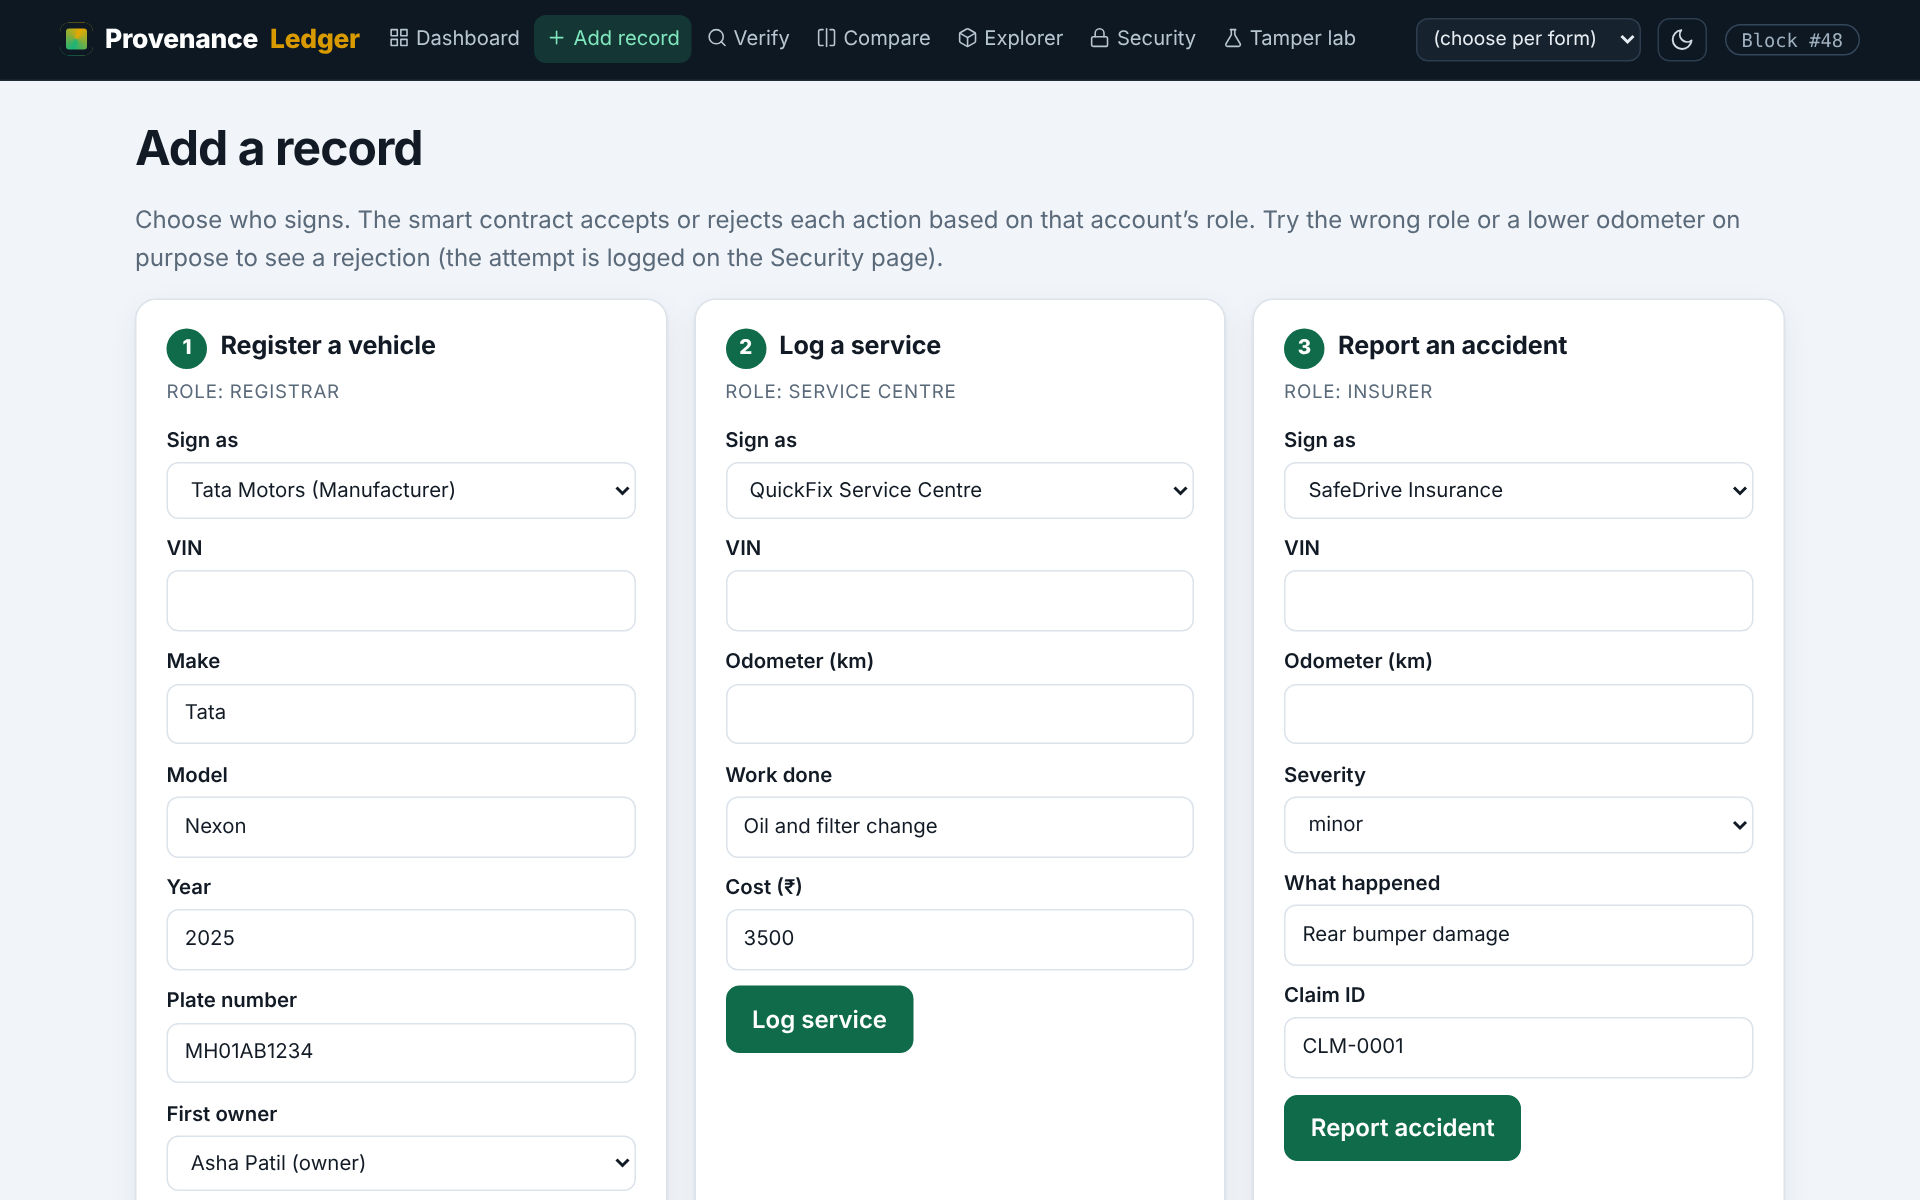 Provenance Ledger
Dashboard
Add record
Verify
Compare
Explorer
Security
Tamper lab
(choose per form)
Block #48
Add a record
Choose who signs. The smart contract accepts or rejects each action based on that account’s role. Try the wrong role or a lower odometer on
purpose to see a rejection (the attempt is logged on the Security page).
1 Register a vehicle
ROLE: REGISTRAR
Sign as
Tata Motors (Manufacturer)
VIN
Make
Tata
Model
Nexon
Year
2025
Plate number
MH01AB1234
First owner
Asha Patil (owner)
2 Log a service
ROLE: SERVICE CENTRE
Sign as
QuickFix Service Centre
VIN
Odometer (km)
Work done
Oil and filter change
Cost (₹)
3500
Log service
3 Report an accident
ROLE: INSURER
Sign as
SafeDrive Insurance
VIN
Odometer (km)
Severity
minor
What happened
Rear bumper damage
Claim ID
CLM-0001
Report accident